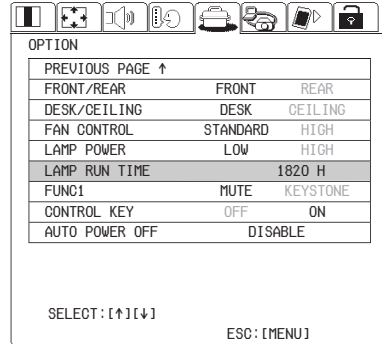 OPTION
PREVIOUS PAGE ↑
FRONT/REAR FRONT REAR
DESK/CEILING DESK CEILING
FAN CONTROL STANDARD HIGH
LAMP POWER LOW HIGH
LAMP RUN TIME 1820 H
FUNC1 MUTE KEYSTONE
CONTROL KEY OFF ON
AUTO POWER OFF DISABLE
SELECT:[↑][↓]
ESC:[MENU]